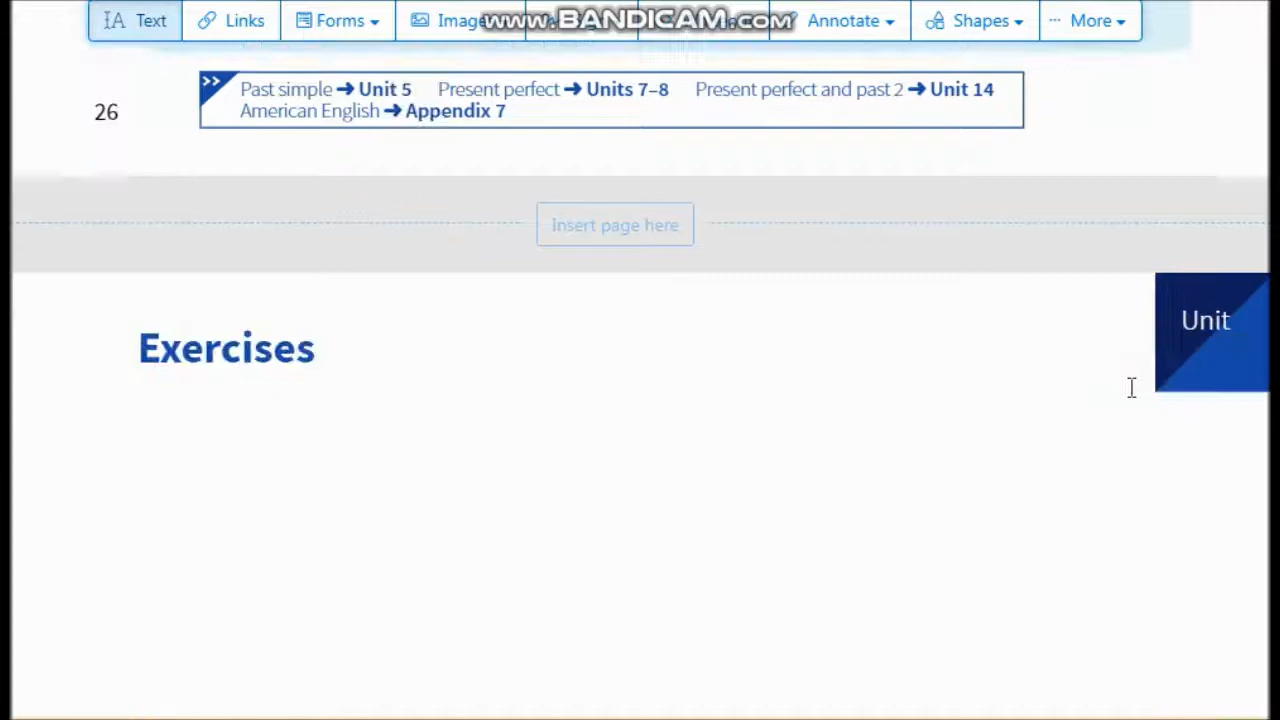 Text Links Forms Annotate Shapes More
www.BANDICAM.com
Past simple ➜ Unit 5 Present perfect ➜ Units 7–8 Present perfect and past 2 ➜ Unit 14
26
American English ➜ Appendix 7
Insert page here
Unit
Exercises